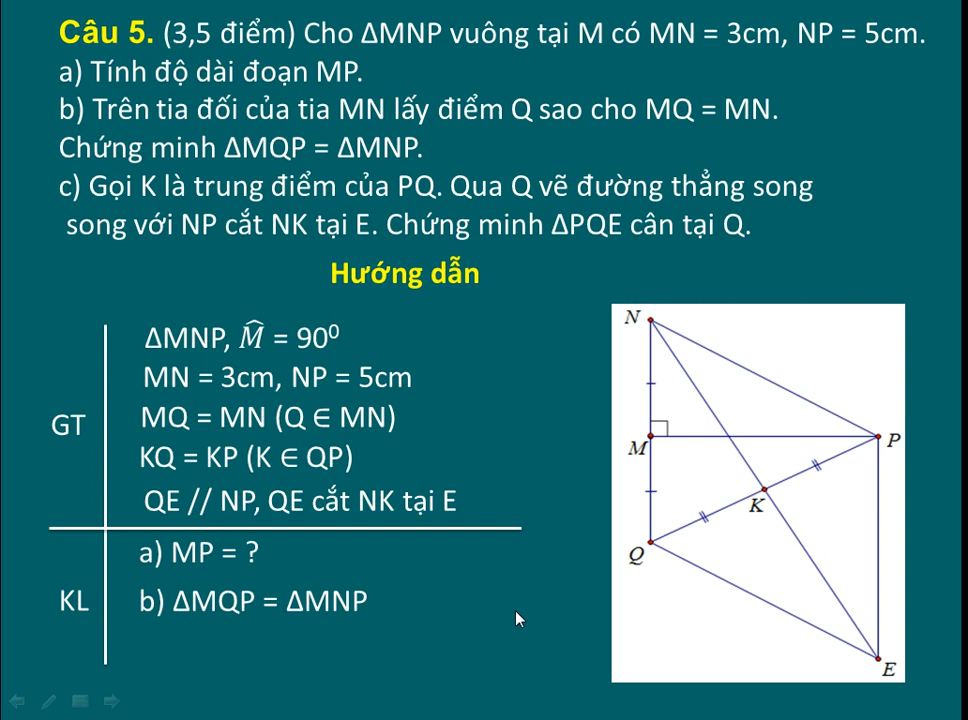 Câu 5. (3,5 điểm) Cho ΔMNP vuông tại M có MN = 3cm, NP = 5cm.
a) Tính độ dài đoạn MP.
b) Trên tia đối của tia MN lấy điểm Q sao cho MQ = MN.
Chứng minh ΔMQP = ΔMNP.
c) Gọi K là trung điểm của PQ. Qua Q vẽ đường thẳng song
song với NP cắt NK tại E. Chứng minh ΔPQE cân tại Q.
Hướng dẫn
GT
ΔMNP, M̂ = 90⁰
MN = 3cm, NP = 5cm
MQ = MN (Q ∈ MN)
KQ = KP (K ∈ QP)
QE // NP, QE cắt NK tại E
KL
a) MP = ?
b) ΔMQP = ΔMNP
N
M
P
K
Q
E